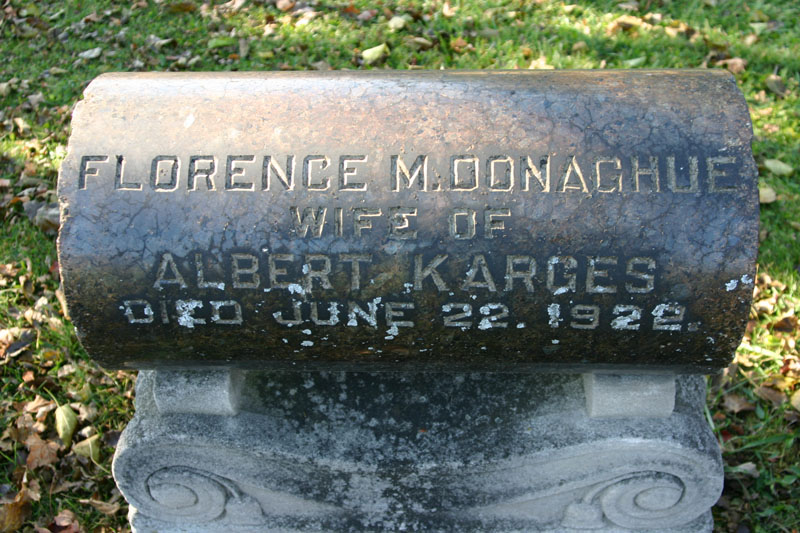 FLORENCE M. DONAGHUE
WIFE OF
ALBERT KARGES
DIED JUNE 22. 1922.